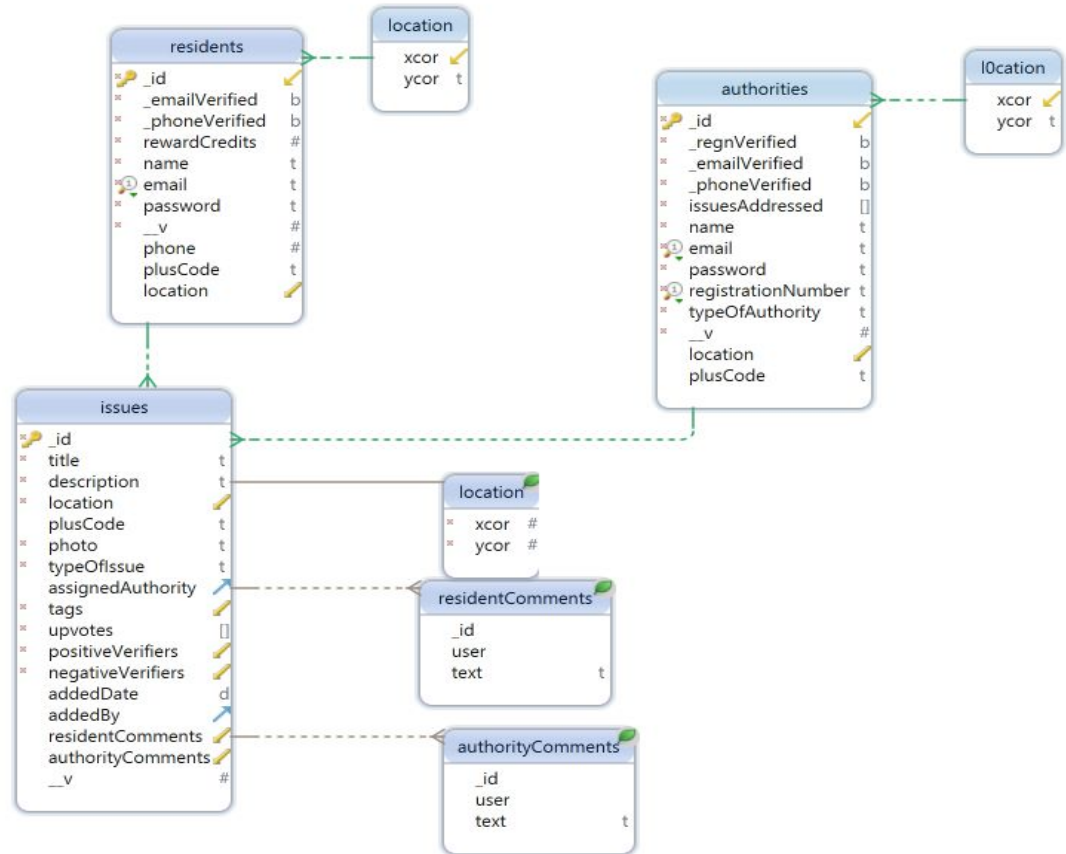 residents
_id
_emailVerified b
_phoneVerified b
rewardCredits #
name t
email t
password t
__v #
phone #
plusCode t
location
location
xcor
ycor t
authorities
_id
_regnVerified b
_emailVerified b
_phoneVerified b
issuesAddressed []
name t
email t
password t
registrationNumber t
typeOfAuthority t
__v #
location
plusCode t
l0cation
xcor
ycor t
issues
_id
title t
description t
location
plusCode t
photo t
typeOfIssue t
assignedAuthority
tags
upvotes []
positiveVerifiers
negativeVerifiers
addedDate d
addedBy
residentComments
authorityComments
__v #
location
xcor #
ycor #
residentComments
_id
user
text t
authorityComments
_id
user
text t